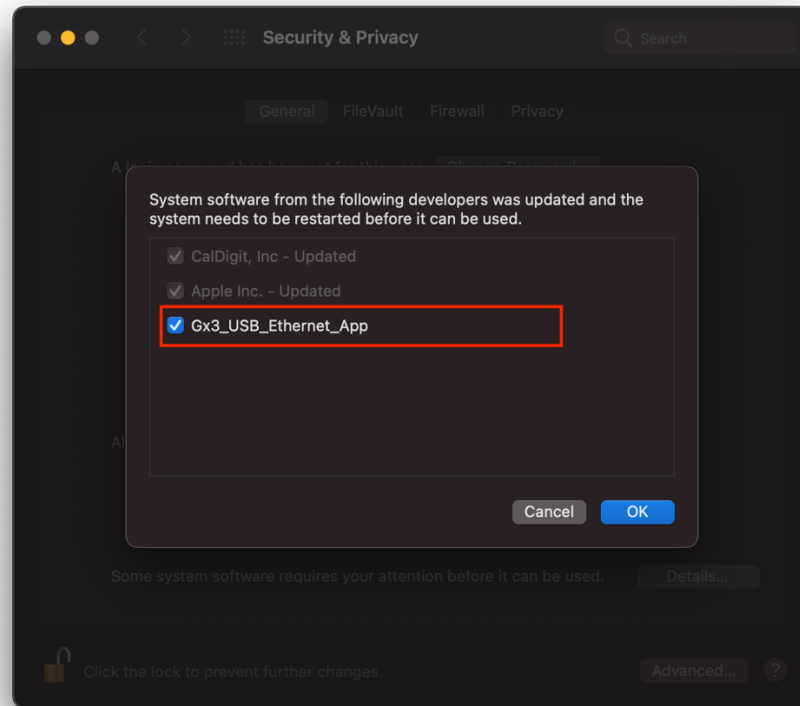 Security & Privacy
Search
General FileVault Firewall Privacy
System software from the following developers was updated and the
system needs to be restarted before it can be used.
CalDigit, Inc - Updated
Apple Inc. - Updated
Gx3_USB_Ethernet_App
Cancel OK
Some system software requires your attention before it can be used. Details...
Click the lock to prevent further changes. Advanced... ?